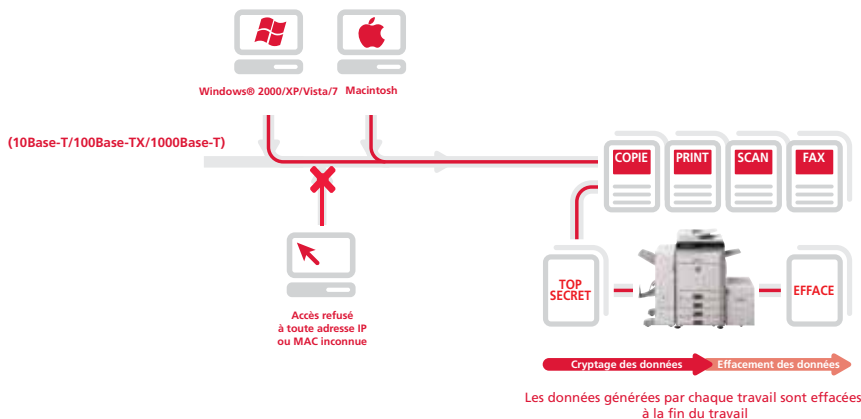 Windows® 2000/XP/Vista/7 Macintosh
(10Base-T/100Base-TX/1000Base-T)
COPIE PRINT SCAN FAX
TOP
SECRET
EFFACE
Accès refusé
à toute adresse IP
ou MAC inconnue
Cryptage des données Effacement des données
Les données générées par chaque travail sont effacées
à la fin du travail